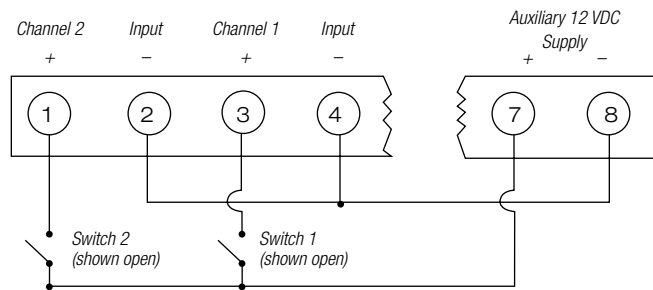 Channel 2 Input Channel 1 Input
Auxiliary 12 VDC
Supply
+ – + – + –
1 2 3 4 7 8
Switch 2
(shown open)
Switch 1
(shown open)